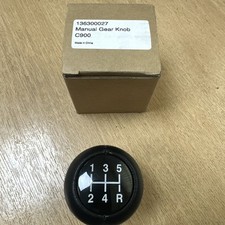 136300027
Manual Gear Knob
C900
Made in China
1 3 5
2 4 R